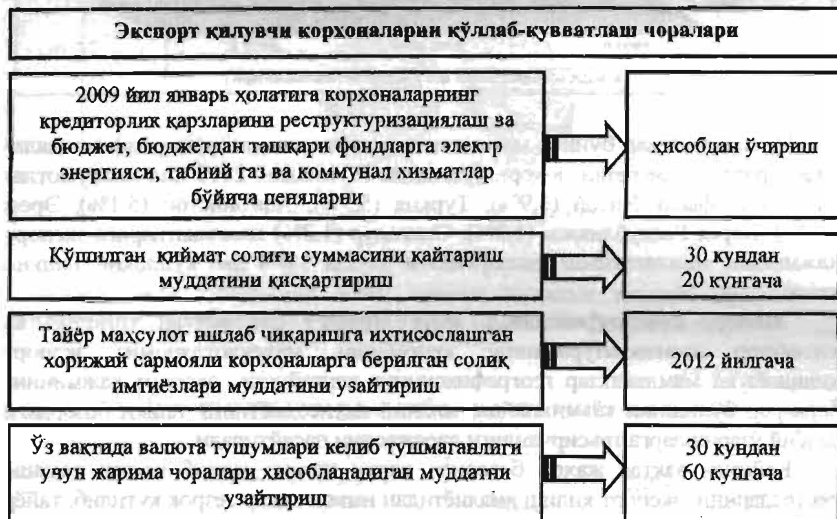 Экспорт қилувчи корхоналарни қўллаб-қувватлаш чоралари
2009 йил январь ҳолатига корхоналарнинг
кредиторлик қарзларини реструктуризациялаш ва
бюджет, бюджетдан ташқари фондларга электр
энергияси, табиий газ ва коммунал хизматлар
бўйича пеняларни
ҳисобдан ўчириш
Қўшилган қиймат солиғи суммасини қайтариш
муддатини қисқартириш
30 кундан
20 кунгача
Тайёр маҳсулот ишлаб чиқаришга ихтисослашган
хорижий сармояли корхоналарга берилган солиқ
имтиёзлари муддатини узайтириш
2012 йилгача
Ўз вақтида валюта тушумлари келиб тушмаганлиги
учун жарима чоралари ҳисобланадиган муддатни
узайтириш
30 кундан
60 кунгача